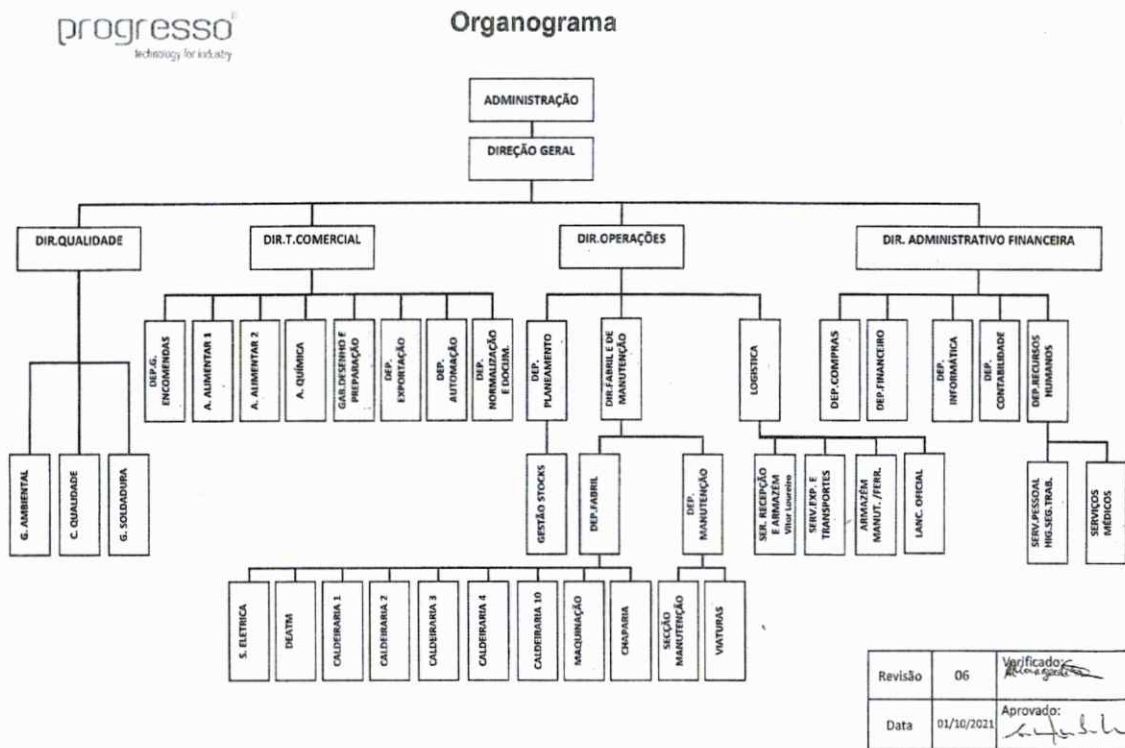 progresso
technology for industry
Organograma
ADMINISTRAÇÃO
DIREÇÃO GERAL
DIR.QUALIDADE
DIR.T.COMERCIAL
DIR.OPERAÇÕES
DIR. ADMINISTRATIVO FINANCEIRA
DEP.G.
ENCOMENDAS
A. ALIMENTAR 1
A. ALIMENTAR 2
A. QUÍMICA
GAR.DESENHO E
PREPARAÇÃO
DEP.
EXPORTAÇÃO
DEP.
AUTOMAÇÃO
DEP.
NORMALIZAÇÃO
E DOCUM.
DEP.
PLANEAMENTO
DIR.FABRIL E DE
MANUTENÇÃO
LOGISTICA
DEP.COMPRAS
DEP.FINANCEIRO
DEP.
INFORMÁTICA
DEP.
CONTABILIDADE
DEP.RECURSOS
HUMANOS
G. AMBIENTAL
C. QUALIDADE
G. SOLDADURA
GESTÃO STOCKS
DEP.FABRIL
DEP.
MANUTENÇÃO
SER. RECEPÇÃO
E ARMAZÉM
Vitor Loureiro
SERV.EXP. E
TRANSPORTES
ARMAZÉM
MANUT. /FERR.
LANC. OFICIAL
SERV.PESSOAL
HIG.SEG.TRAB.
SERVIÇOS
MÉDICOS
S. ELETRICA
DEATM
CALDEIRARIA 1
CALDEIRARIA 2
CALDEIRARIA 3
CALDEIRARIA 4
CALDEIRARIA 10
MAQUINAÇÃO
CHAPARIA
SECÇÃO
MANUTENÇÃO
VIATURAS
Revisão 06 Verificado:
Data 01/10/2021 Aprovado: